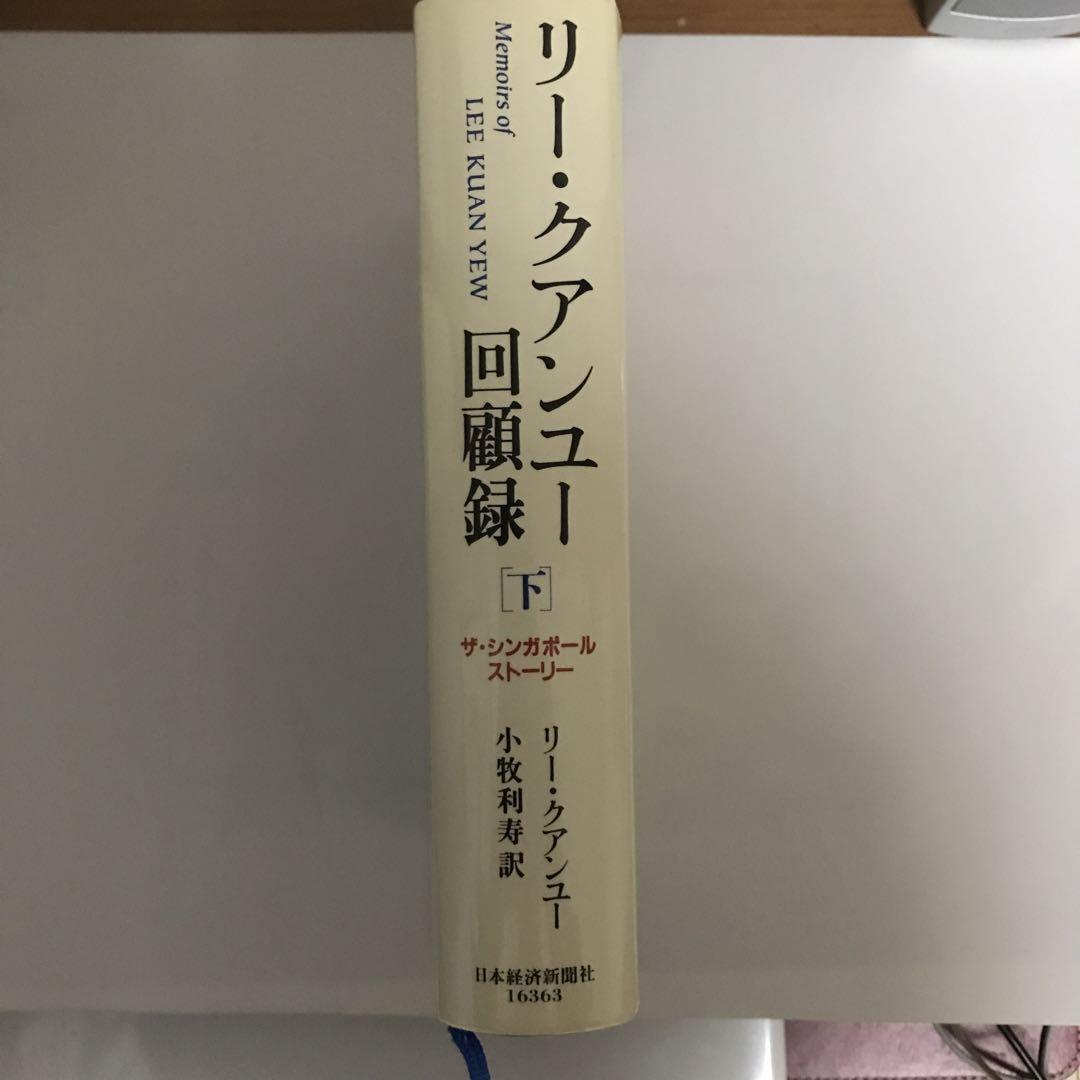 リー・クアンユー
回顧録
[下]
Memoirs of
LEE KUAN YEW
ザ・シンガポール
ストーリー
リー・クアンユー
小牧利寿訳
日本経済新聞社
16363